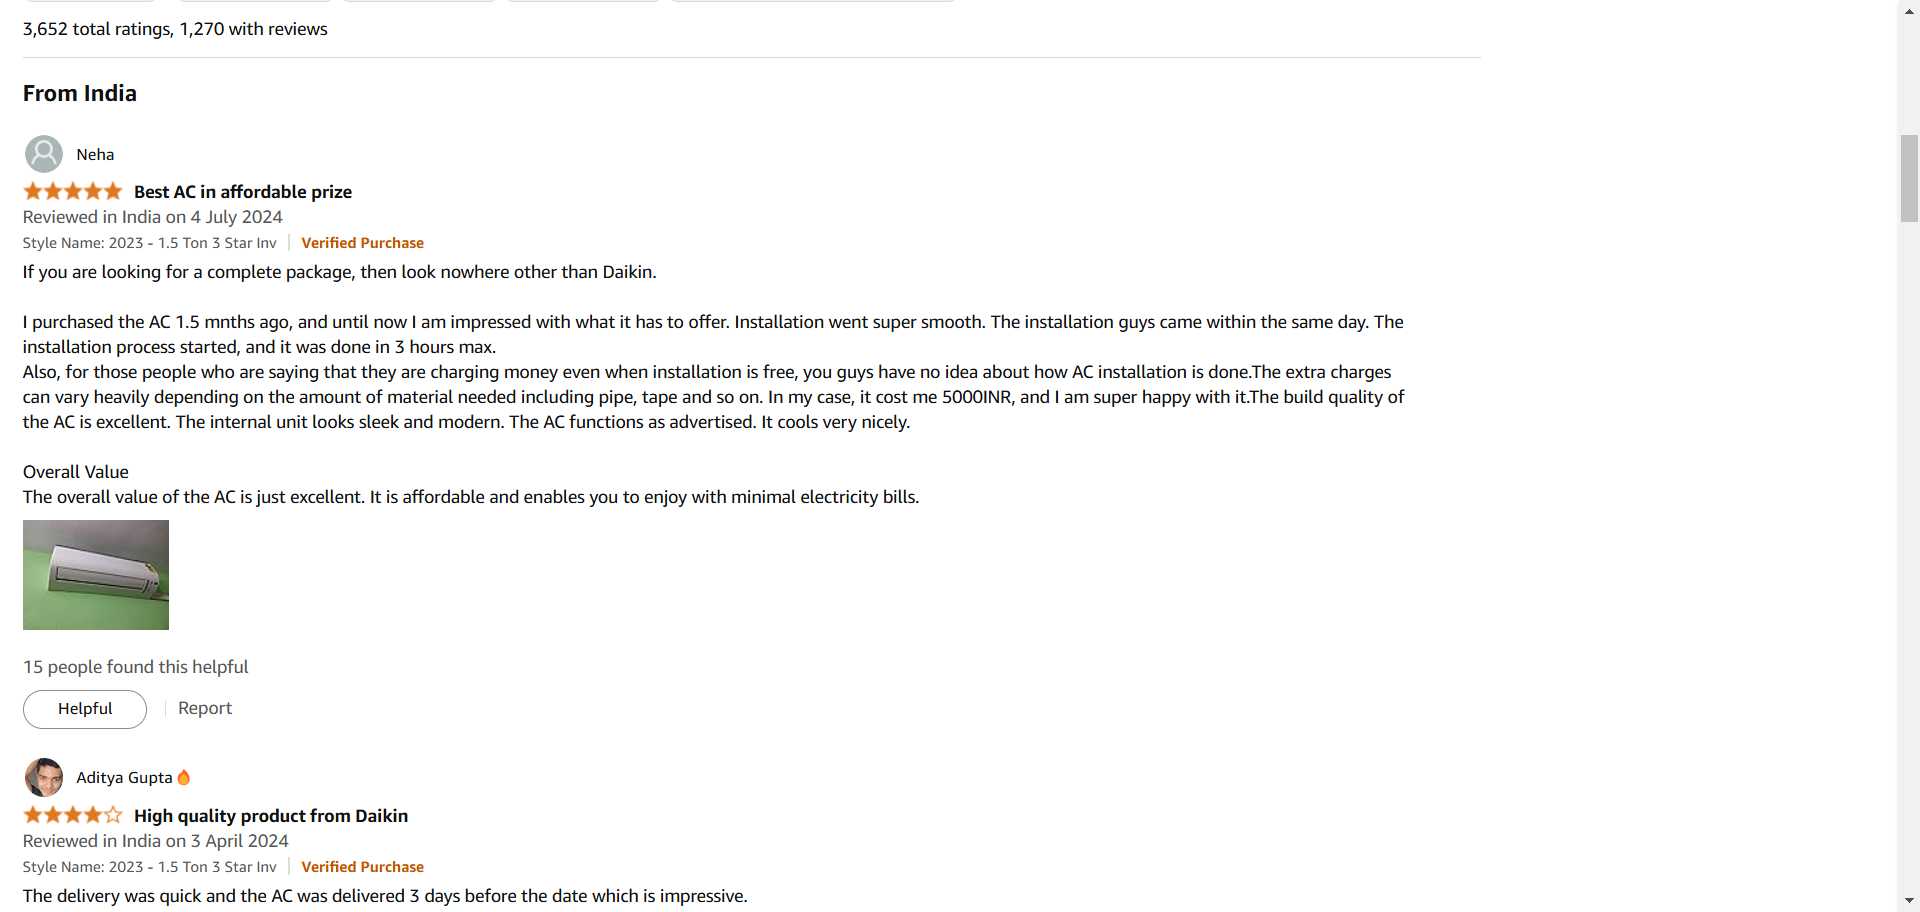 3,652 total ratings, 1,270 with reviews
From India
Neha
Best AC in affordable prize
Reviewed in India on 4 July 2024
Style Name: 2023 - 1.5 Ton 3 Star Inv | Verified Purchase
If you are looking for a complete package, then look nowhere other than Daikin.
I purchased the AC 1.5 mnths ago, and until now I am impressed with what it has to offer. Installation went super smooth. The installation guys came within the same day. The
installation process started, and it was done in 3 hours max.
Also, for those people who are saying that they are charging money even when installation is free, you guys have no idea about how AC installation is done.The extra charges
can vary heavily depending on the amount of material needed including pipe, tape and so on. In my case, it cost me 5000INR, and I am super happy with it.The build quality of
the AC is excellent. The internal unit looks sleek and modern. The AC functions as advertised. It cools very nicely.
Overall Value
The overall value of the AC is just excellent. It is affordable and enables you to enjoy with minimal electricity bills.
15 people found this helpful
Helpful | Report
Aditya Gupta🔥
High quality product from Daikin
Reviewed in India on 3 April 2024
Style Name: 2023 - 1.5 Ton 3 Star Inv | Verified Purchase
The delivery was quick and the AC was delivered 3 days before the date which is impressive.